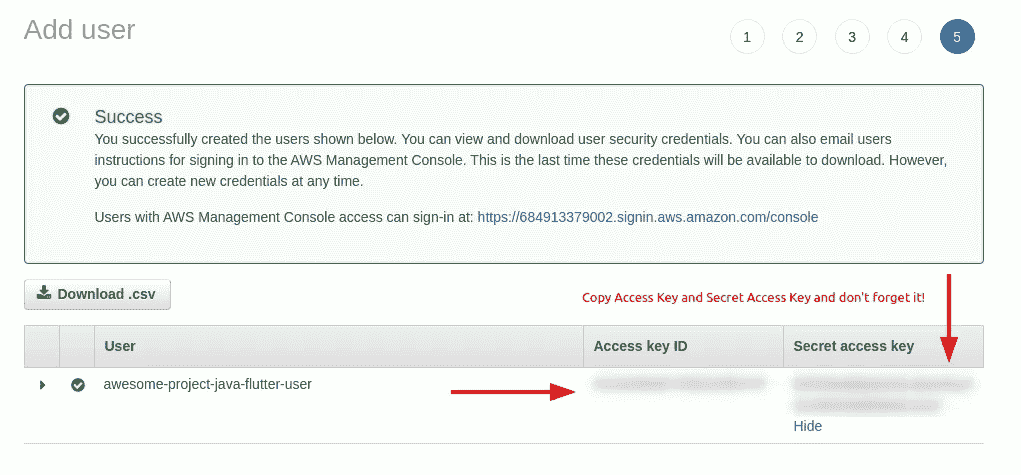 Add user
1 2 3 4 5
Success
You successfully created the users shown below. You can view and download user security credentials. You can also email users
instructions for signing in to the AWS Management Console. This is the last time these credentials will be available to download. However,
you can create new credentials at any time.
Users with AWS Management Console access can sign-in at: https://684913379002.signin.aws.amazon.com/console
Download .csv
Copy Access Key and Secret Access Key and don't forget it!
User Access key ID Secret access key
awesome-project-java-flutter-user
Hide